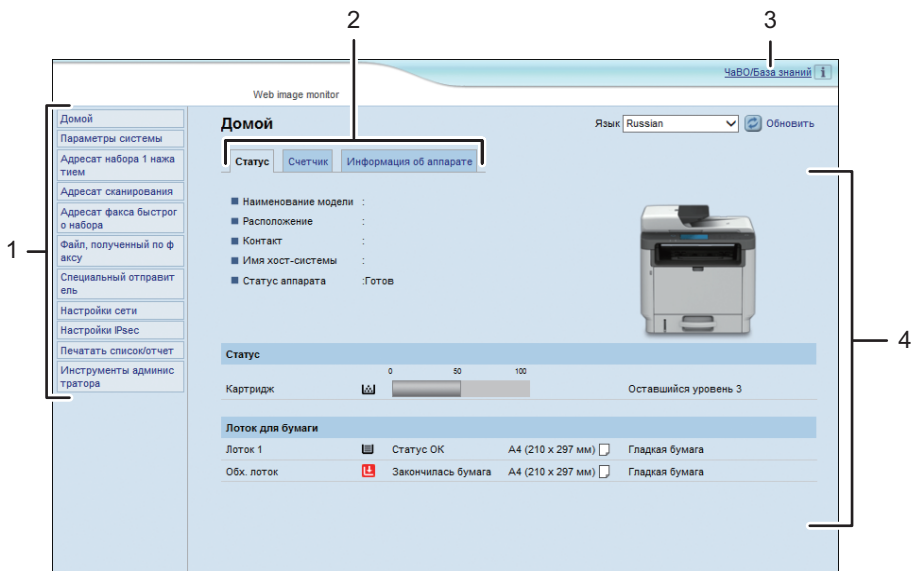 2
3
ЧаВО/База знаний
Web image monitor
1
Домой
Параметры системы
Адресат набора 1 нажа
тием
Адресат сканирования
Адресат факса быстрог
о набора
Файл, полученный по ф
аксу
Специальный отправит
ель
Настройки сети
Настройки IPsec
Печатать список/отчет
Инструменты админис
тратора
Домой
Язык Russian Обновить
Статус Счетчик Информация об аппарате
Наименование модели :
Расположение :
Контакт :
Имя хост-системы :
Статус аппарата :Готов
4
Статус
0 50 100
Картридж Оставшийся уровень 3
Лоток для бумаги
Лоток 1 Статус ОК A4 (210 x 297 мм) Гладкая бумага
Обх. лоток Закончилась бумага A4 (210 x 297 мм) Гладкая бумага